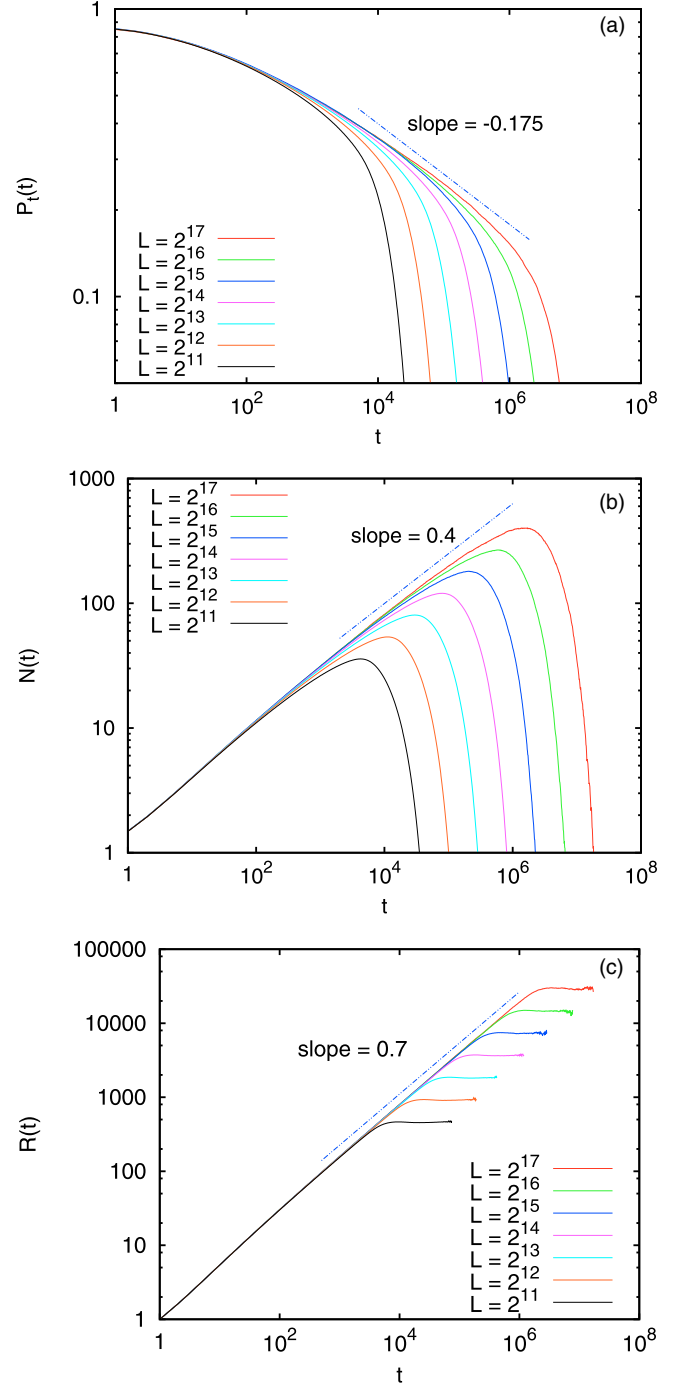 1
(a)
slope = -0.175
P_t(t)
L = 2^17
L = 2^16
L = 2^15
L = 2^14
L = 2^13
L = 2^12
L = 2^11
0.1
1 10^2 10^4 10^6 10^8
t
1000
(b)
L = 2^17
L = 2^16
L = 2^15
L = 2^14
L = 2^13
L = 2^12
L = 2^11
slope = 0.4
100
N(t)
10
1
1 10^2 10^4 10^6 10^8
t
100000
(c)
10000
slope = 0.7
1000
R(t)
100
L = 2^17
L = 2^16
L = 2^15
L = 2^14
L = 2^13
L = 2^12
L = 2^11
10
1
1 10^2 10^4 10^6 10^8
t